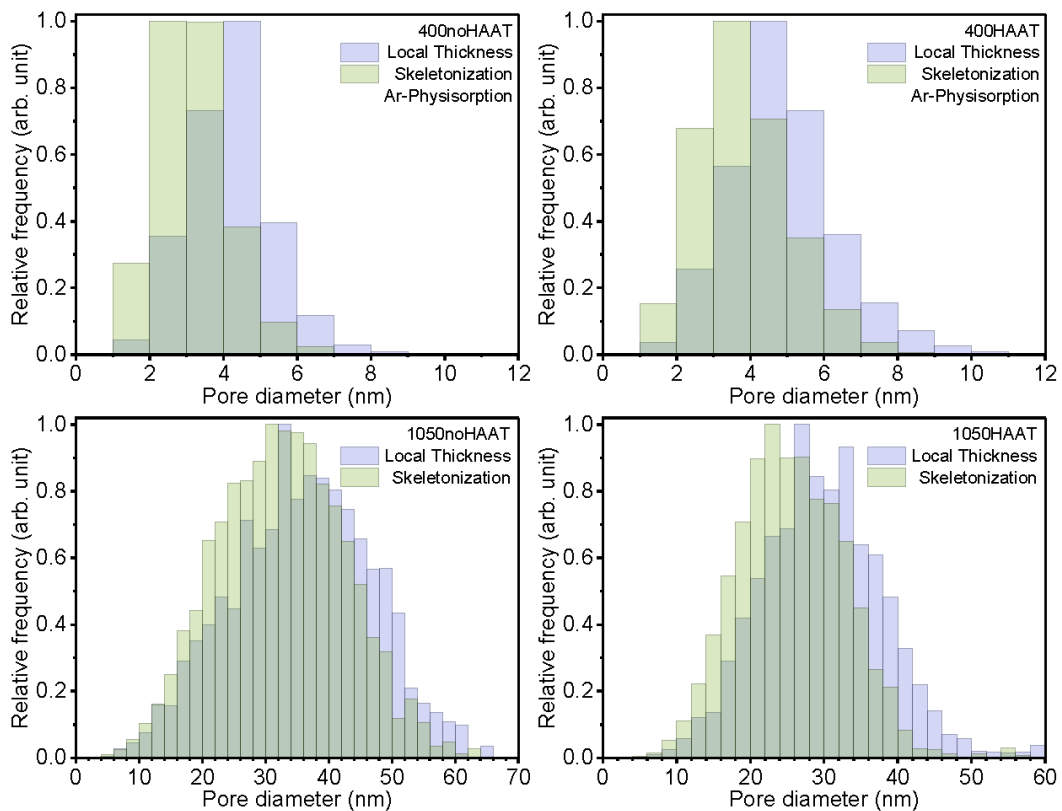 400noHAAT
Local Thickness
Skeletonization
Ar-Physisorption
Relative frequency (arb. unit)
1.0
0.8
0.6
0.4
0.2
0.0
0 2 4 6 8 10 12
Pore diameter (nm)
400HAAT
Local Thickness
Skeletonization
Ar-Physisorption
Relative frequency (arb. unit)
1.0
0.8
0.6
0.4
0.2
0.0
0 2 4 6 8 10 12
Pore diameter (nm)
1050noHAAT
Local Thickness
Skeletonization
Relative frequency (arb. unit)
1.0
0.8
0.6
0.4
0.2
0.0
0 10 20 30 40 50 60 70
Pore diameter (nm)
1050HAAT
Local Thickness
Skeletonization
Relative frequency (arb. unit)
1.0
0.8
0.6
0.4
0.2
0.0
0 10 20 30 40 50 60
Pore diameter (nm)